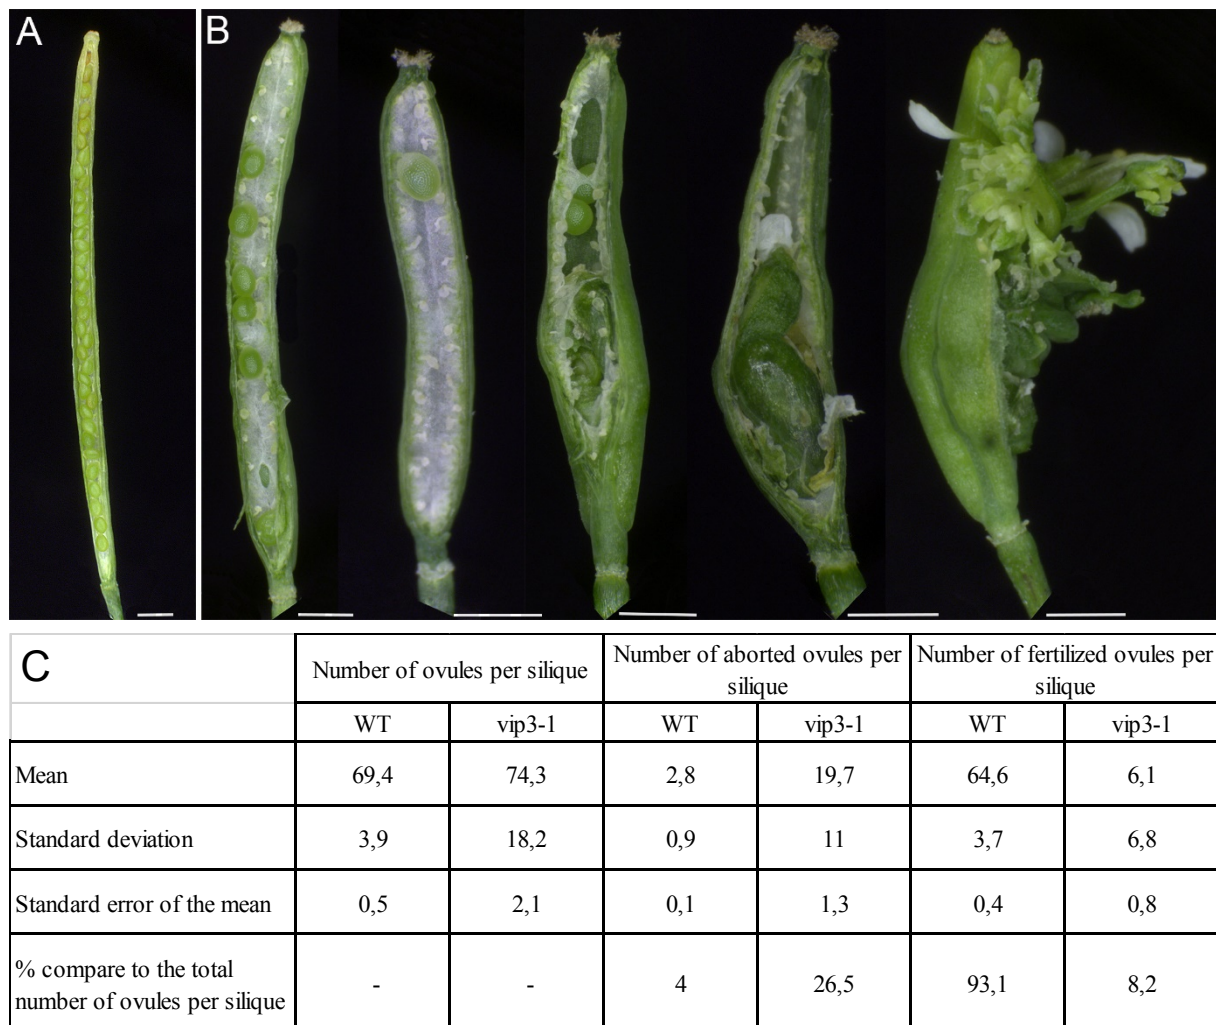 A
B
C
Number of ovules per silique
Number of aborted ovules per
silique
Number of fertilized ovules per
silique
WT
vip3-1
WT
vip3-1
WT
vip3-1
Mean
69,4
74,3
2,8
19,7
64,6
6,1
Standard deviation
3,9
18,2
0,9
11
3,7
6,8
Standard error of the mean
0,5
2,1
0,1
1,3
0,4
0,8
% compare to the total
number of ovules per silique
-
-
4
26,5
93,1
8,2